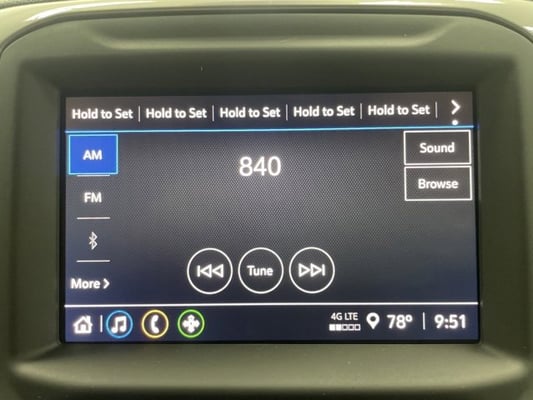 Hold to Set Hold to Set Hold to Set Hold to Set Hold to Set
AM
840
Sound
FM
Browse
More
Tune
4G LTE
78° 9:51